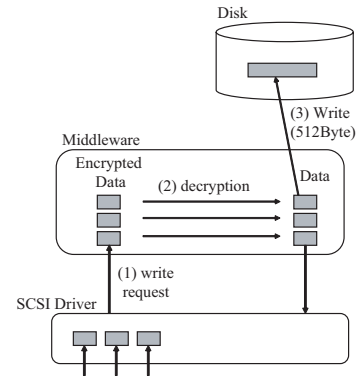 Disk
(3) Write
(512Byte)
Middleware
Encrypted
Data
(2) decryption
Data
(1) write
request
SCSI Driver